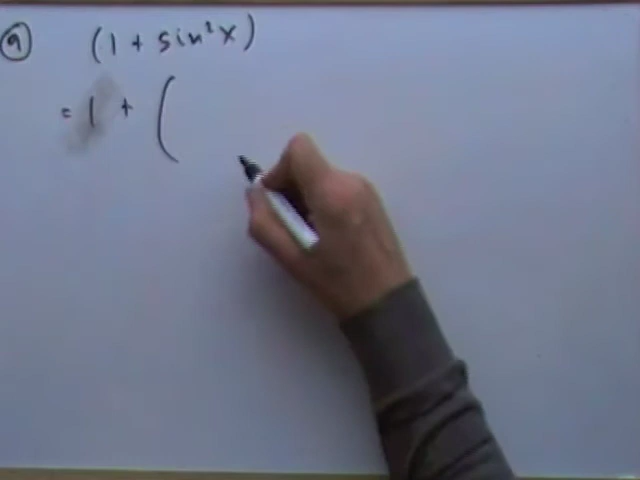 (9) (1 + sin²x)
= 1 + (